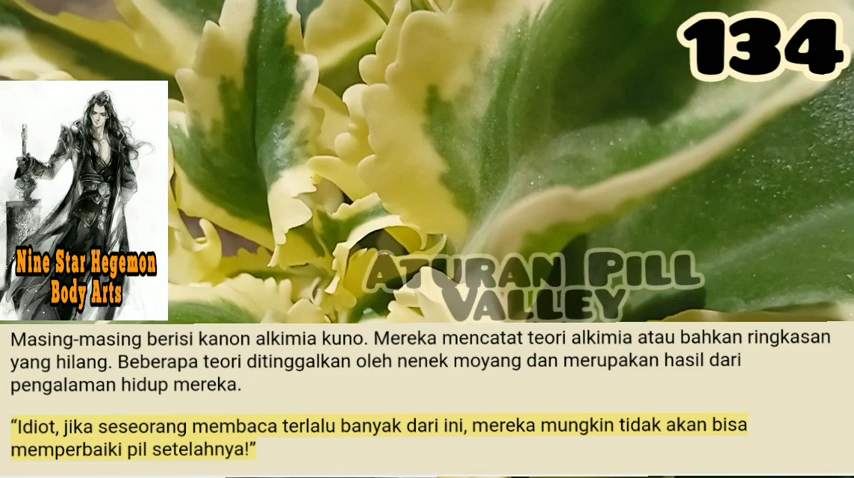 134
Nine Star Hegemon
Body Arts
ATURAN PILL
VALLEY
Masing-masing berisi kanon alkimia kuno. Mereka mencatat teori alkimia atau bahkan ringkasan
yang hilang. Beberapa teori ditinggalkan oleh nenek moyang dan merupakan hasil dari
pengalaman hidup mereka.
“Idiot, jika seseorang membaca terlalu banyak dari ini, mereka mungkin tidak akan bisa
memperbaiki pil setelahnya!”